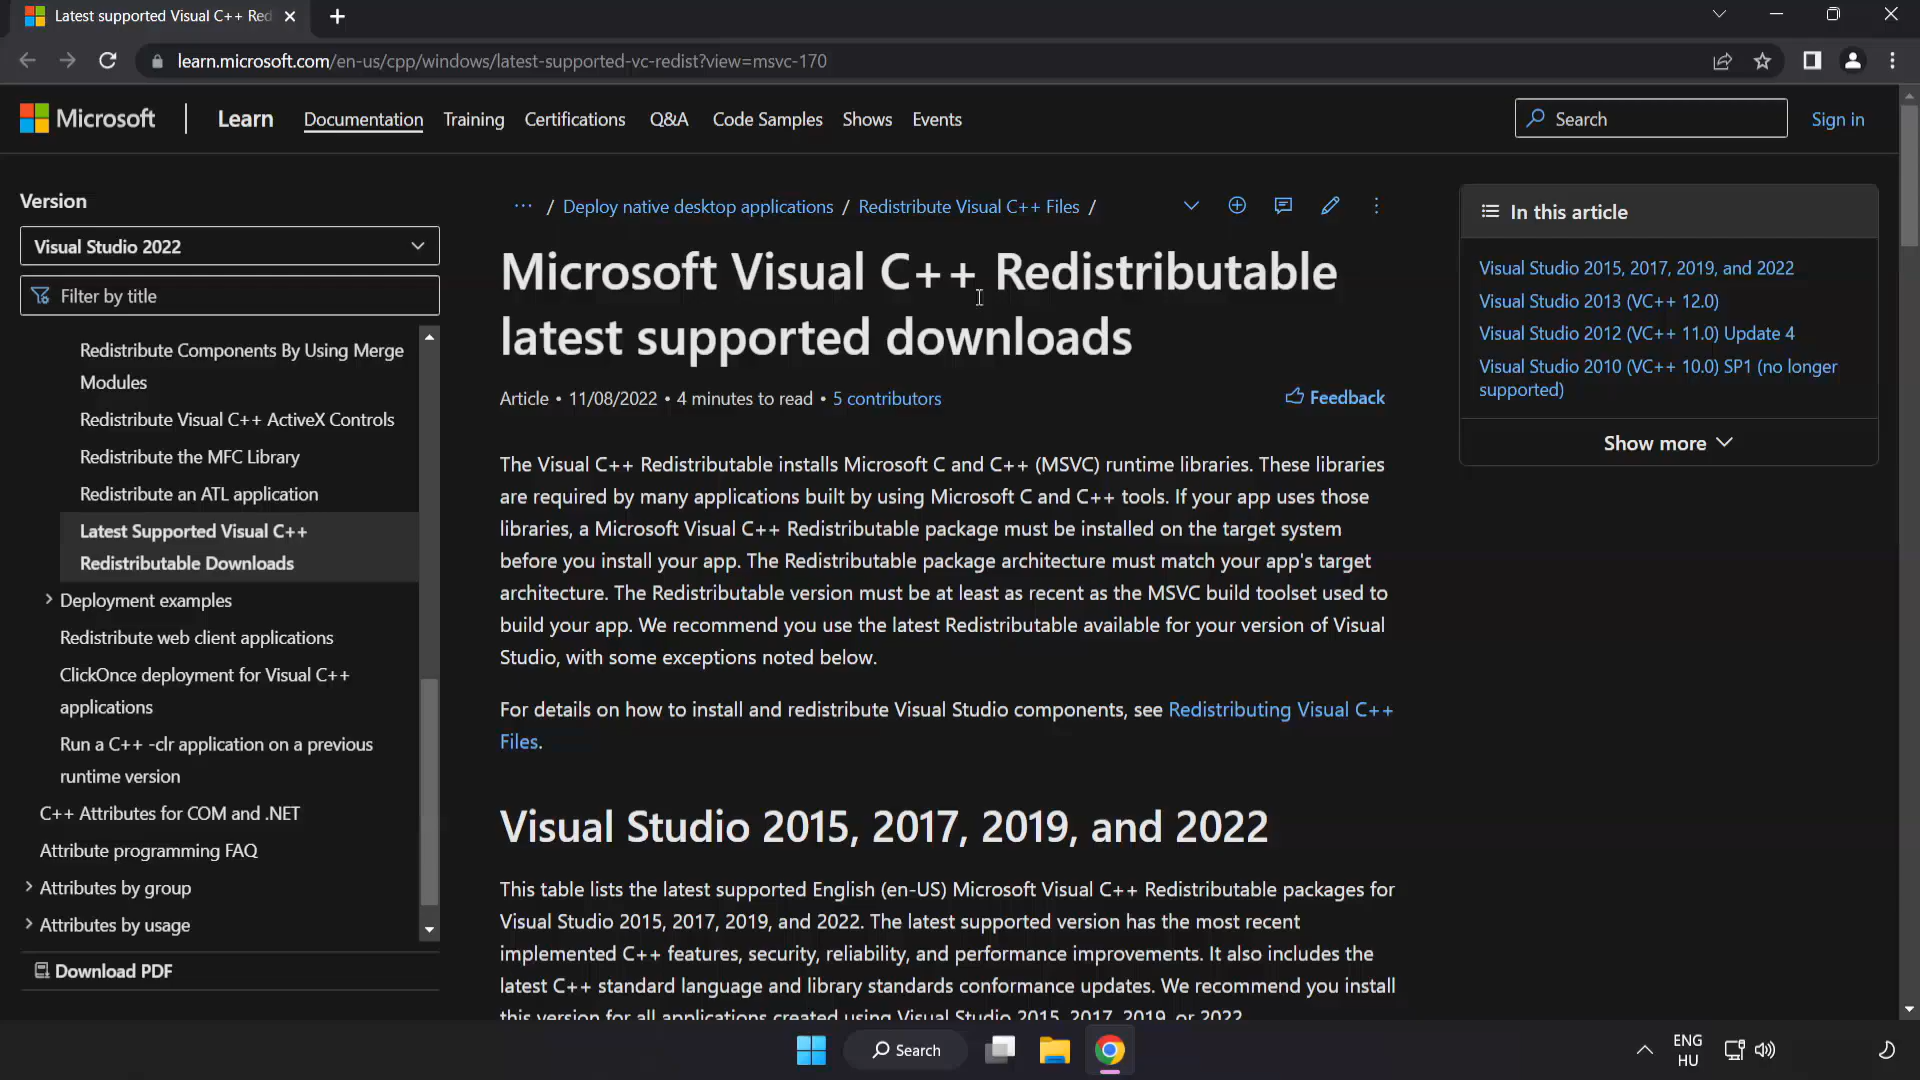 Latest supported Visual C++ Red
learn.microsoft.com/en-us/cpp/windows/latest-supported-vc-redist?view=msvc-170
Microsoft
Learn
Documentation
Training
Certifications
Q&A
Code Samples
Shows
Events
Search
Sign in
Version
Visual Studio 2022
Filter by title
Redistribute Components By Using Merge
Modules
Redistribute Visual C++ ActiveX Controls
Redistribute the MFC Library
Redistribute an ATL application
Latest Supported Visual C++
Redistributable Downloads
Deployment examples
Redistribute web client applications
ClickOnce deployment for Visual C++
applications
Run a C++ -clr application on a previous
runtime version
C++ Attributes for COM and .NET
Attribute programming FAQ
Attributes by group
Attributes by usage
Download PDF
··· / Deploy native desktop applications / Redistribute Visual C++ Files /
Microsoft Visual C++ Redistributable
latest supported downloads
Article • 11/08/2022 • 4 minutes to read • 5 contributors
Feedback
The Visual C++ Redistributable installs Microsoft C and C++ (MSVC) runtime libraries. These libraries
are required by many applications built by using Microsoft C and C++ tools. If your app uses those
libraries, a Microsoft Visual C++ Redistributable package must be installed on the target system
before you install your app. The Redistributable package architecture must match your app's target
architecture. The Redistributable version must be at least as recent as the MSVC build toolset used to
build your app. We recommend you use the latest Redistributable available for your version of Visual
Studio, with some exceptions noted below.
For details on how to install and redistribute Visual Studio components, see Redistributing Visual C++
Files.
Visual Studio 2015, 2017, 2019, and 2022
This table lists the latest supported English (en-US) Microsoft Visual C++ Redistributable packages for
Visual Studio 2015, 2017, 2019, and 2022. The latest supported version has the most recent
implemented C++ features, security, reliability, and performance improvements. It also includes the
latest C++ standard language and library standards conformance updates. We recommend you install
this version for all applications created using Visual Studio 2015, 2017, 2019, or 2022.
In this article
Visual Studio 2015, 2017, 2019, and 2022
Visual Studio 2013 (VC++ 12.0)
Visual Studio 2012 (VC++ 11.0) Update 4
Visual Studio 2010 (VC++ 10.0) SP1 (no longer
supported)
Show more
Search
ENG
HU